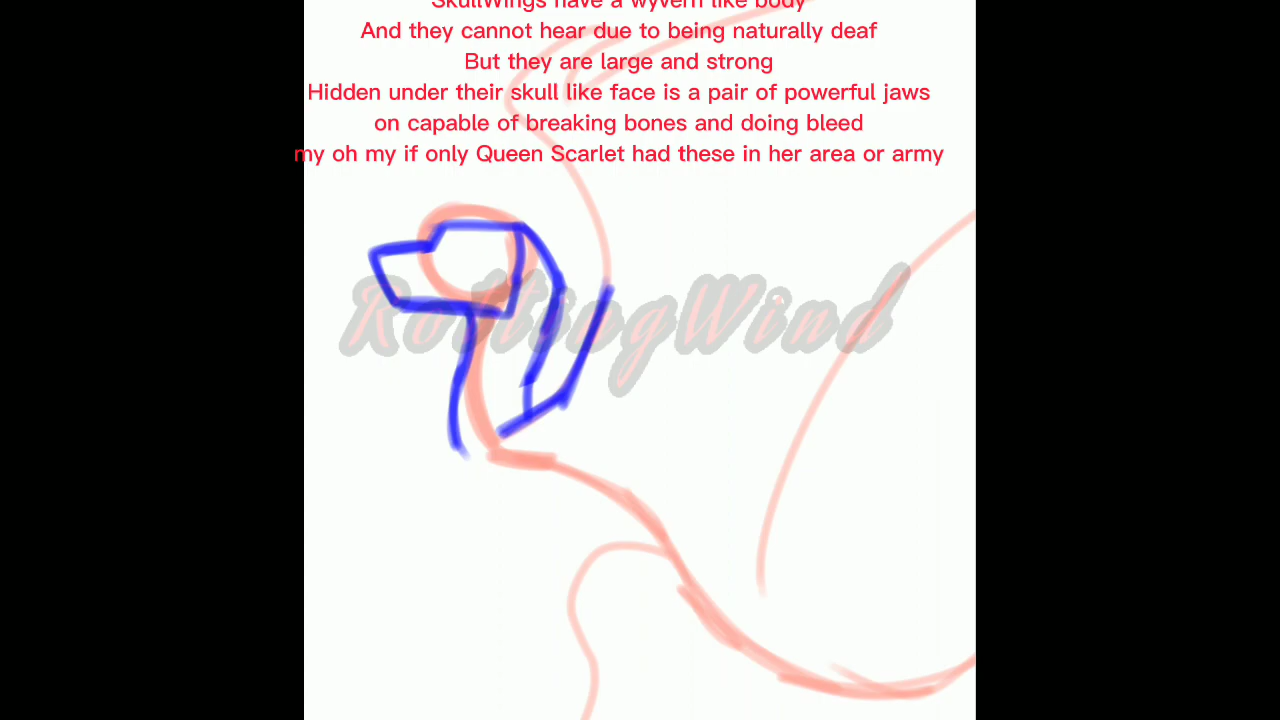 SkullWings have a wyvern like body
And they cannot hear due to being naturally deaf
But they are large and strong
Hidden under their skull like face is a pair of powerful jaws
on capable of breaking bones and doing bleed
my oh my if only Queen Scarlet had these in her area or army
RottingWind